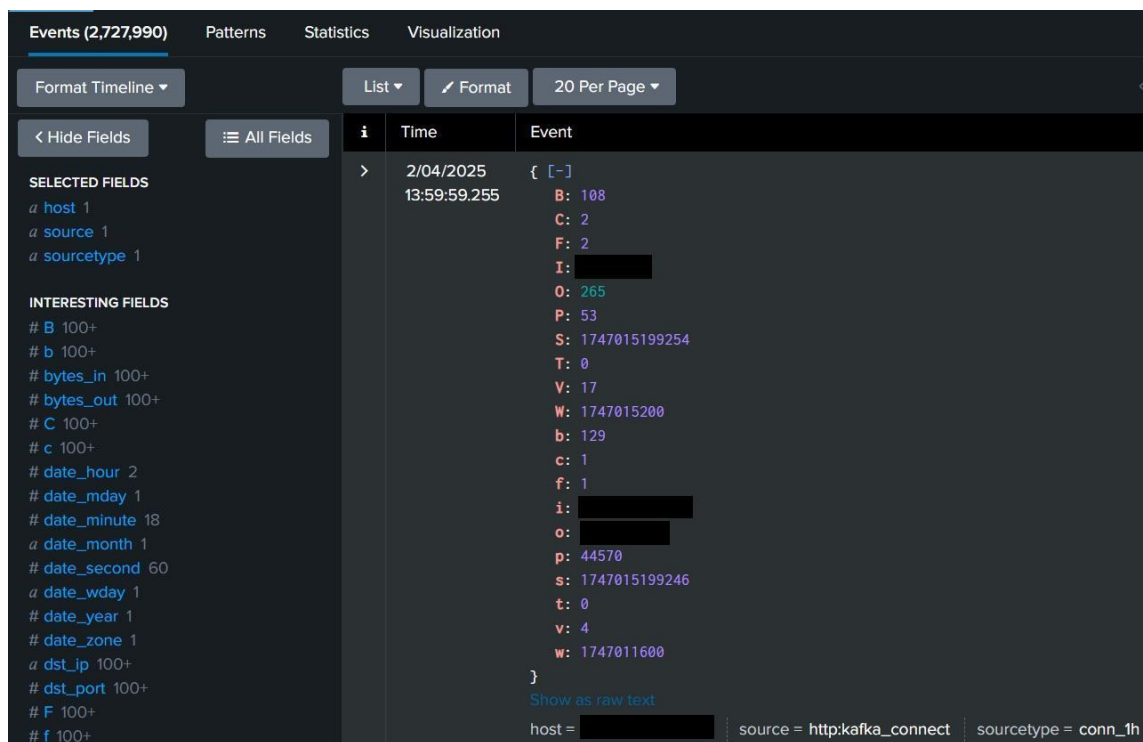 Events (2,727,990) Patterns Statistics Visualization
Format Timeline List Format 20 Per Page
< Hide Fields All Fields i Time Event
SELECTED FIELDS
a host 1
a source 1
a sourcetype 1
INTERESTING FIELDS
# B 100+
# b 100+
# bytes_in 100+
# bytes_out 100+
# C 100+
# c 100+
# date_hour 2
# date_mday 1
# date_minute 18
a date_month 1
# date_second 60
a date_wday 1
# date_year 1
# date_zone 1
a dst_ip 100+
# dst_port 100+
# F 100+
# f 100+
> 2/04/2025
13:59:59.255
{ [-]
B: 108
C: 2
F: 2
I:
O: 265
P: 53
S: 1747015199254
T: 0
V: 17
W: 1747015200
b: 129
c: 1
f: 1
i:
o:
p: 44570
s: 1747015199246
t: 0
v: 4
w: 1747011600
}
Show as raw text
host = source = http:kafka_connect sourcetype = conn_1h